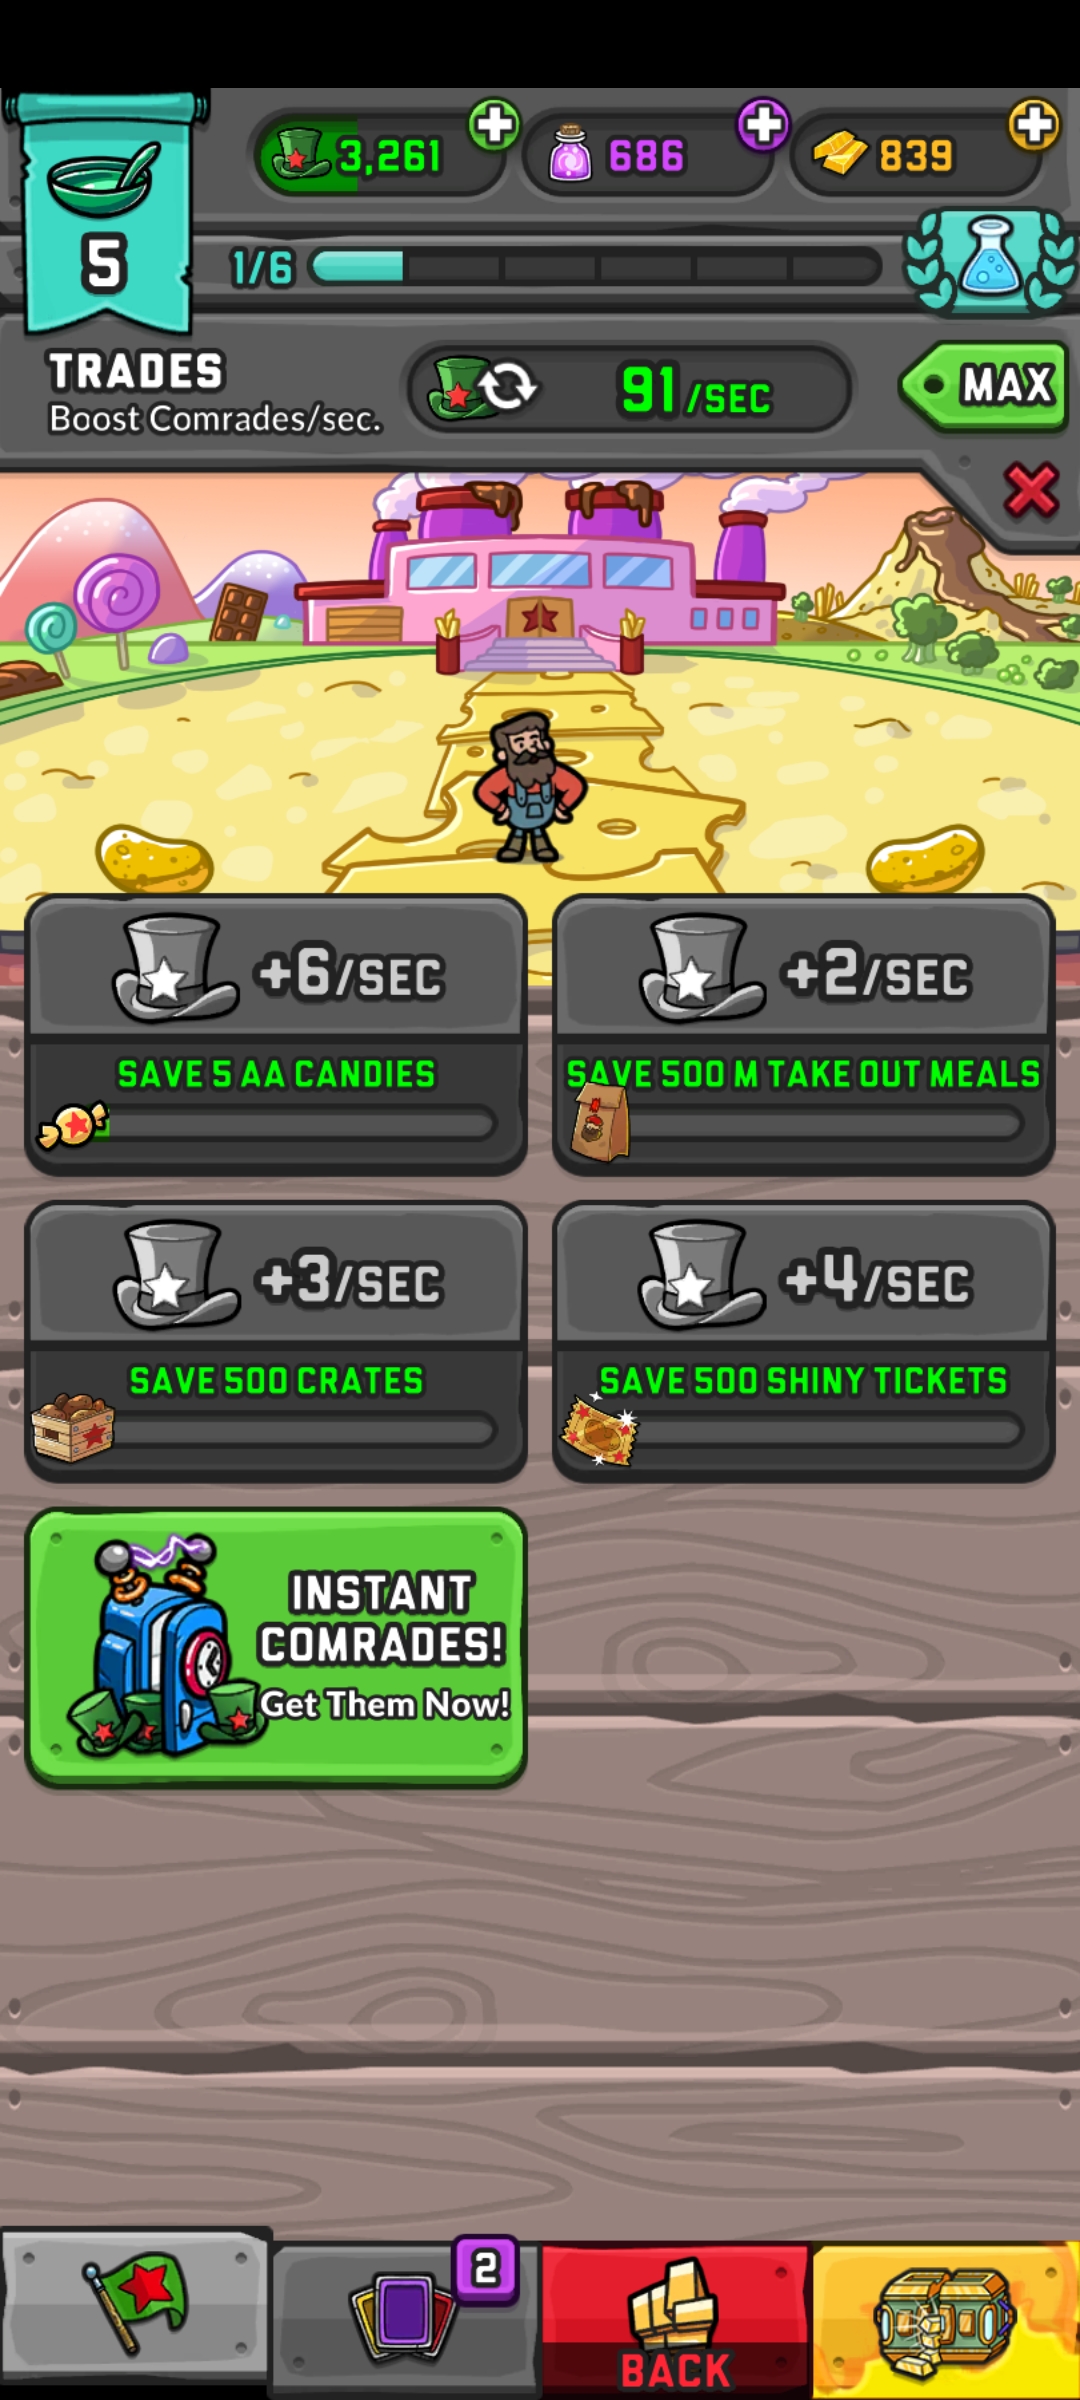 3,261
686
839
5
1/6
TRADES
Boost Comrades/sec.
91/SEC
MAX
+6/SEC
SAVE 5 AA CANDIES
+2/SEC
SAVE 500 M TAKE OUT MEALS
+3/SEC
SAVE 500 CRATES
+4/SEC
SAVE 500 SHINY TICKETS
INSTANT
COMRADES!
Get Them Now!
2
BACK